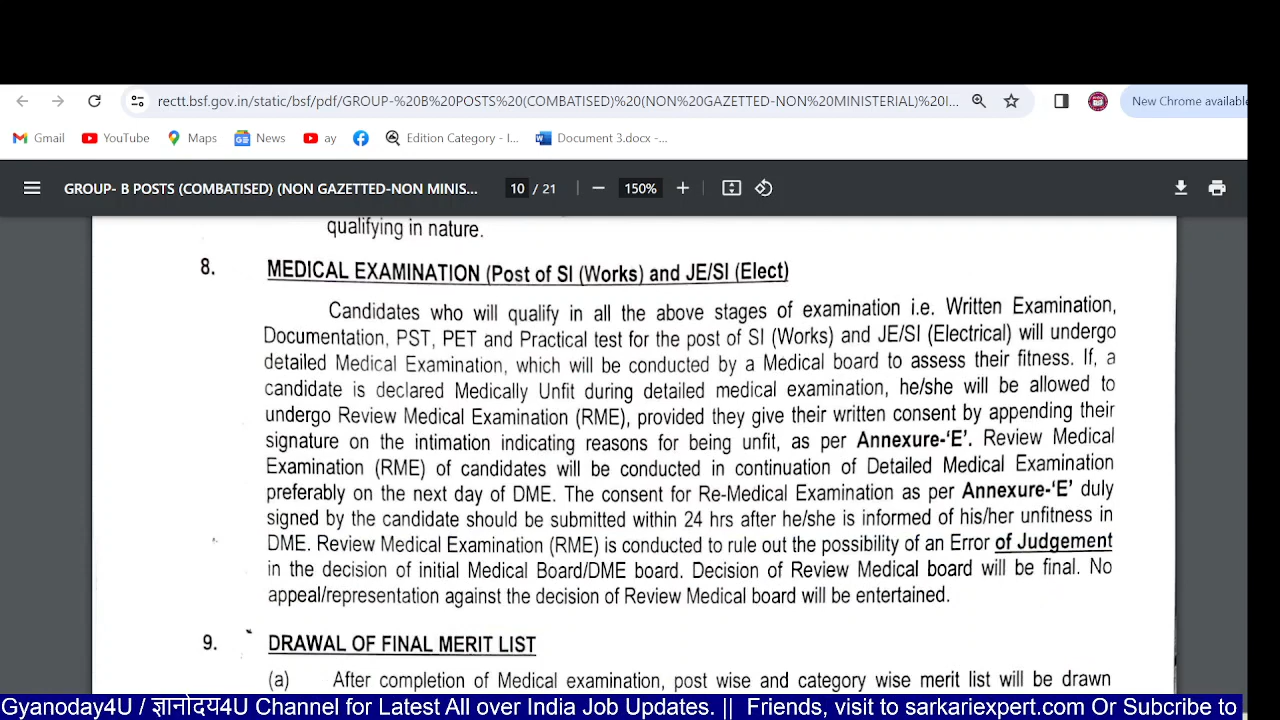 rectt.bsf.gov.in/static/bsf/pdf/GROUP-%20B%20POSTS%20(COMBATISED)%20(NON%20GAZETTED-NON%20MINISTERIAL)%20I...
New Chrome available
Gmail YouTube Maps News ay Edition Category - I... Document 3.docx -...
GROUP- B POSTS (COMBATISED) (NON GAZETTED-NON MINIS... 10 / 21 150%
qualifying in nature.
8. MEDICAL EXAMINATION (Post of SI (Works) and JE/SI (Elect)
Candidates who will qualify in all the above stages of examination i.e. Written Examination,
Documentation, PST, PET and Practical test for the post of SI (Works) and JE/SI (Electrical) will undergo
detailed Medical Examination, which will be conducted by a Medical board to assess their fitness. If, a
candidate is declared Medically Unfit during detailed medical examination, he/she will be allowed to
undergo Review Medical Examination (RME), provided they give their written consent by appending their
signature on the intimation indicating reasons for being unfit, as per Annexure-‘E’. Review Medical
Examination (RME) of candidates will be conducted in continuation of Detailed Medical Examination
preferably on the next day of DME. The consent for Re-Medical Examination as per Annexure-‘E’ duly
signed by the candidate should be submitted within 24 hrs after he/she is informed of his/her unfitness in
DME. Review Medical Examination (RME) is conducted to rule out the possibility of an Error of Judgement
in the decision of initial Medical Board/DME board. Decision of Review Medical board will be final. No
appeal/representation against the decision of Review Medical board will be entertained.
9. DRAWAL OF FINAL MERIT LIST
(a) After completion of Medical examination, post wise and category wise merit list will be drawn
Gyanoday4U / ज्ञानोदय4U Channel for Latest All over India Job Updates. || Friends, visit to sarkariexpert.com Or Subcribe to